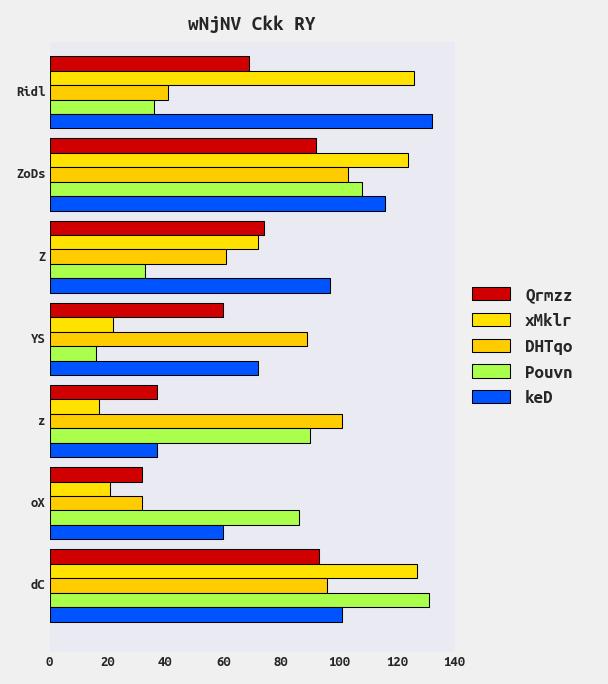 wNjNV Ckk RY
Ridl
ZoDs
Z
YS
z
oX
dC
0 20 40 60 80 100 120 140
Qrmzz
xMklr
DHTqo
Pouvn
keD